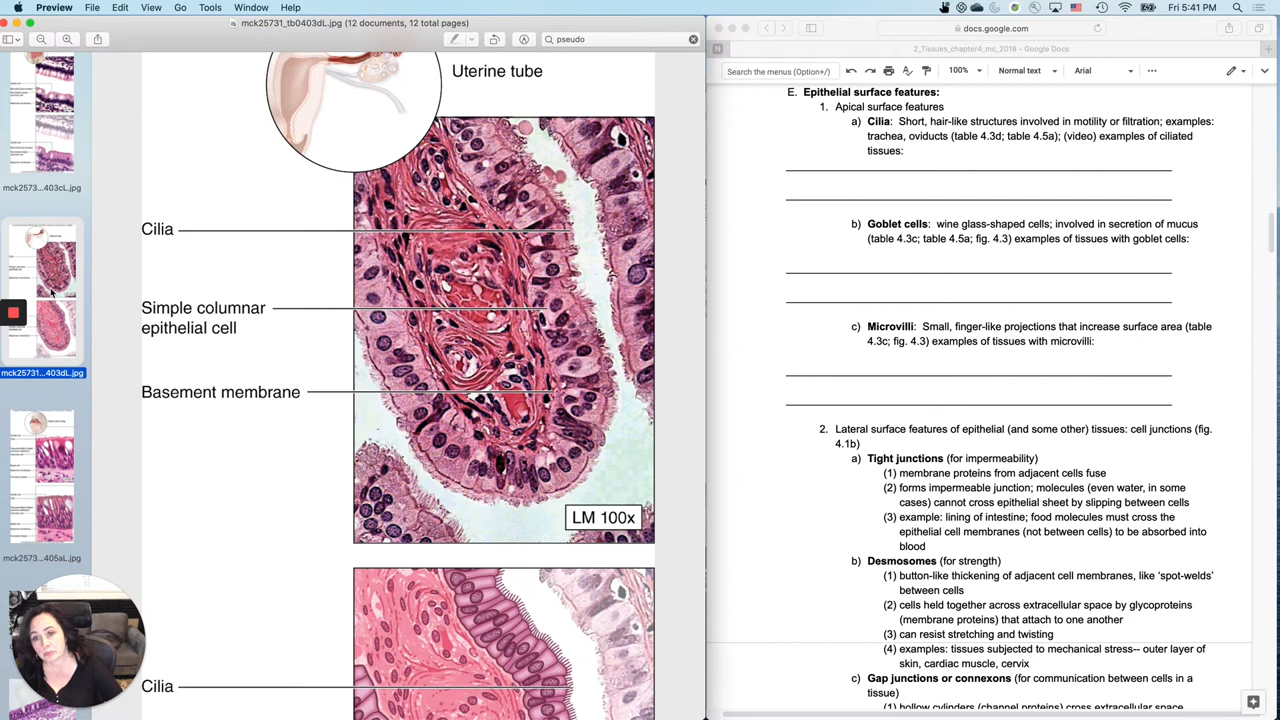 Preview File Edit View Go Tools Window Help
Fri 5:41 PM
mck25731_tb0403dL.jpg (12 documents, 12 total pages)
docs.google.com
pseudo
2_Tissues_chapter4_mc_2019 - Google Docs
Search the menus (Option+/)
100%
Normal text
Arial
mck2573...403cL.jpg
mck25731...403dL.jpg
mck2573...405aL.jpg
Uterine tube
Cilia
Simple columnar
epithelial cell
Basement membrane
LM 100x
Cilia
E. Epithelial surface features:
1. Apical surface features
a) Cilia: Short, hair-like structures involved in motility or filtration; examples:
trachea, oviducts (table 4.3d; table 4.5a); (video) examples of ciliated
tissues:
b) Goblet cells: wine glass-shaped cells; involved in secretion of mucus
(table 4.3c; table 4.5a; fig. 4.3) examples of tissues with goblet cells:
c) Microvilli: Small, finger-like projections that increase surface area (table
4.3c; fig. 4.3) examples of tissues with microvilli:
2. Lateral surface features of epithelial (and some other) tissues: cell junctions (fig.
4.1b)
a) Tight junctions (for impermeability)
(1) membrane proteins from adjacent cells fuse
(2) forms impermeable junction; molecules (even water, in some
cases) cannot cross epithelial sheet by slipping between cells
(3) example: lining of intestine; food molecules must cross the
epithelial cell membranes (not between cells) to be absorbed into
blood
b) Desmosomes (for strength)
(1) button-like thickening of adjacent cell membranes, like 'spot-welds'
between cells
(2) cells held together across extracellular space by glycoproteins
(membrane proteins) that attach to one another
(3) can resist stretching and twisting
(4) examples: tissues subjected to mechanical stress-- outer layer of
skin, cardiac muscle, cervix
c) Gap junctions or connexons (for communication between cells in a
tissue)
(1) hollow cylinders (channel proteins) cross extracellular space